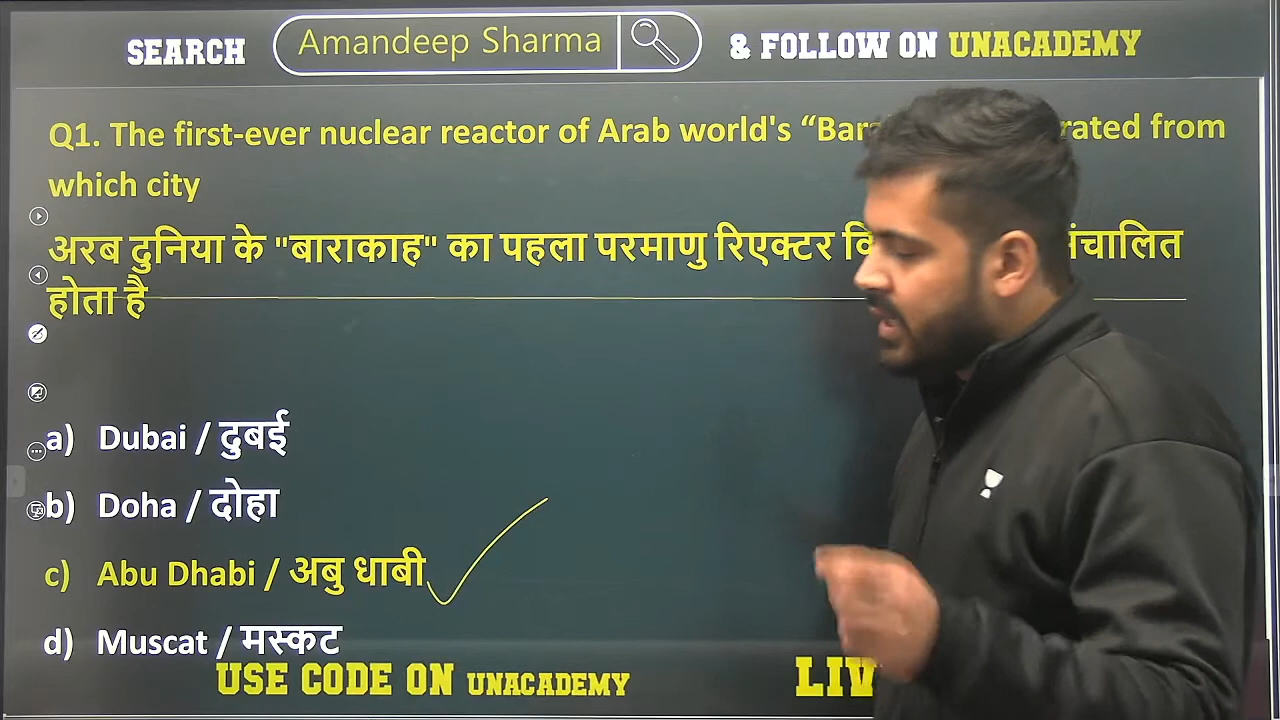 SEARCH Amandeep Sharma & FOLLOW ON UNACADEMY
Q1. The first-ever nuclear reactor of Arab world's from
which city
अरब दुनिया के "बाराकाह" का पहला परमाणु रिएक्टर
होता है
a) Dubai / दुबई
b) Doha / दोहा
c) Abu Dhabi / अबु धाबी
d) Muscat / मस्कट
USE CODE ON UNACADEMY